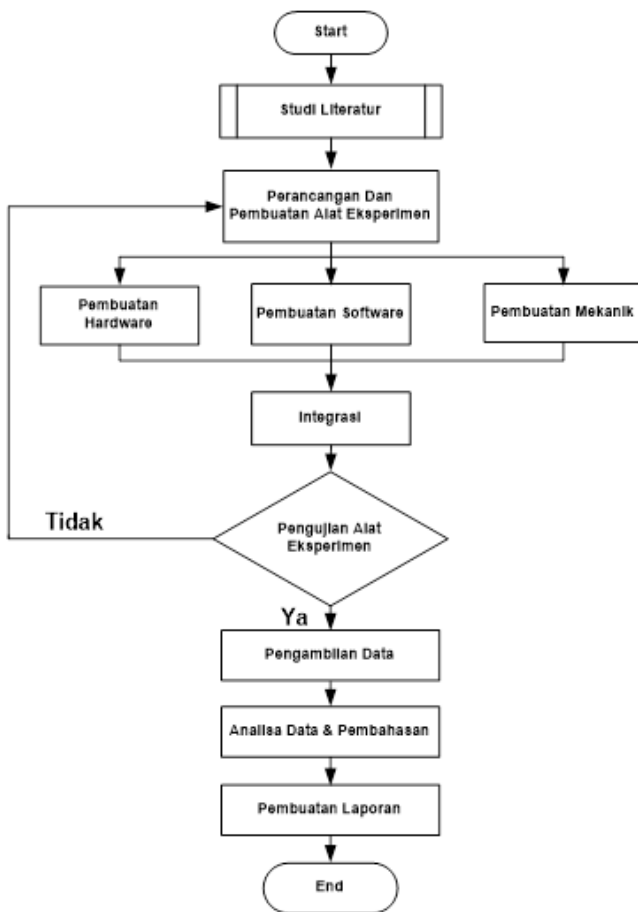 Start
Studi Literatur
Perancangan Dan
Pembuatan Alat Eksperimen
Pembuatan
Hardware
Pembuatan Software
Pembuatan Mekanik
Integrasi
Pengujian Alat
Eksperimen
Tidak
Ya
Pengambilan Data
Analisa Data & Pembahasan
Pembuatan Laporan
End